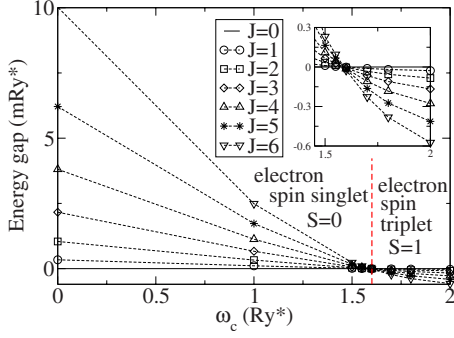 10
5
0
Energy gap (mRy*)
J=0
J=1
J=2
J=3
J=4
J=5
J=6
0.3
0
-0.3
-0.6
1.5
2
electron
spin singlet
S=0
electron
spin
triplet
S=1
0
0.5
1
1.5
2
ω_c (Ry*)